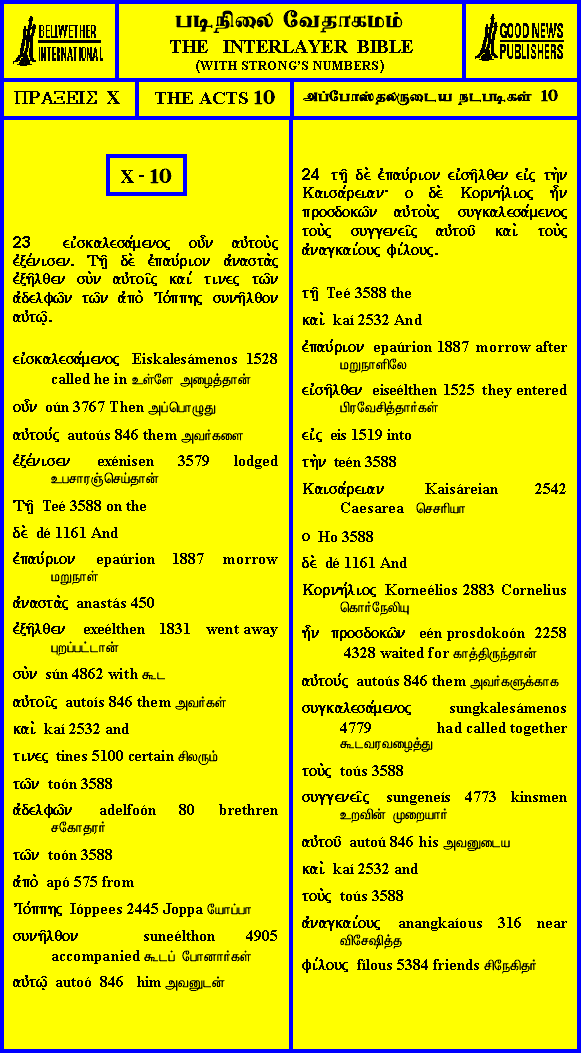 BELLWETHER
INTERNATIONAL
படிநிலை வேதாகமம்
THE INTERLAYER BIBLE
(WITH STRONG'S NUMBERS)
GOOD NEWS
PUBLISHERS
ΠΡΑΞΕΙΣ Χ
THE ACTS 10
அப்போஸ்தலருடைய நடபடிகள் 10
X - 10
23 εἰσκαλεσάμενος οὖν αὐτοὺς
ἐξένισεν. Τῇ δὲ ἐπαύριον ἀναστὰς
ἐξῆλθεν σὺν αὐτοῖς καί τινες τῶν
ἀδελφῶν τῶν ἀπὸ Ἰόππης συνῆλθον
αὐτῷ.
εἰσκαλεσάμενος Eiskalesámenos 1528
called he in உள்ளே அழைத்தான்
οὖν oún 3767 Then அப்பொழுது
αὐτούς autoús 846 them அவர்களை
ἐξένισεν exénisen 3579 lodged
உபசாரஞ்செய்தான்
Τῇ Teé 3588 on the
δὲ dé 1161 And
ἐπαύριον epaúrion 1887 morrow
மறுநாள்
ἀναστὰς anastás 450
ἐξῆλθεν exeélthen 1831 went away
புறப்பட்டான்
σὺν sún 4862 with கூட
αὐτοῖς autoís 846 them அவர்கள்
καὶ kaí 2532 and
τινες tines 5100 certain சிலரும்
τῶν toón 3588
ἀδελφῶν adelfoón 80 brethren
சகோதரர்
τῶν toón 3588
ἀπὸ apó 575 from
Ἰόππης Ióppees 2445 Joppa யோப்பா
συνῆλθον suneélthon 4905
accompanied கூடப் போனார்கள்
αὐτῷ autoó 846 him அவனுடன்
24 τῇ δὲ ἐπαύριον εἰσῆλθεν εἰς τὴν
Καισάρειαν· ο δὲ Κορνήλιος ἦν
προσδοκῶν αὐτοὺς συγκαλεσάμενος
τοὺς συγγενεῖς αὐτοῦ καὶ τοὺς
ἀναγκαίους φίλους.
τῇ Teé 3588 the
καὶ kaí 2532 And
ἐπαύριον epaúrion 1887 morrow after
மறுநாளிலே
εἰσῆλθεν eiseélthen 1525 they entered
பிரவேசித்தார்கள்
εἰς eis 1519 into
τὴν teén 3588
Καισάρειαν Kaisáreian 2542
Caesarea செசரியா
ο Ho 3588
δὲ dé 1161 And
Κορνήλιος Korneélios 2883 Cornelius
கொர்நேலியு
ἦν προσδοκῶν eén prosdokoón 2258
4328 waited for காத்திருந்தான்
αὐτούς autoús 846 them அவர்களுக்காக
συγκαλεσάμενος sungkalesámenos
4779 had called together
கூடவரவழைத்து
τοὺς toús 3588
συγγενεῖς sungeneís 4773 kinsmen
உறவின் முறையார்
αὐτοῦ autoú 846 his அவனுடைய
καὶ kaí 2532 and
τοὺς toús 3588
ἀναγκαίους anangkaíous 316 near
விசேஷித்த
φίλους filous 5384 friends சிநேகிதர்